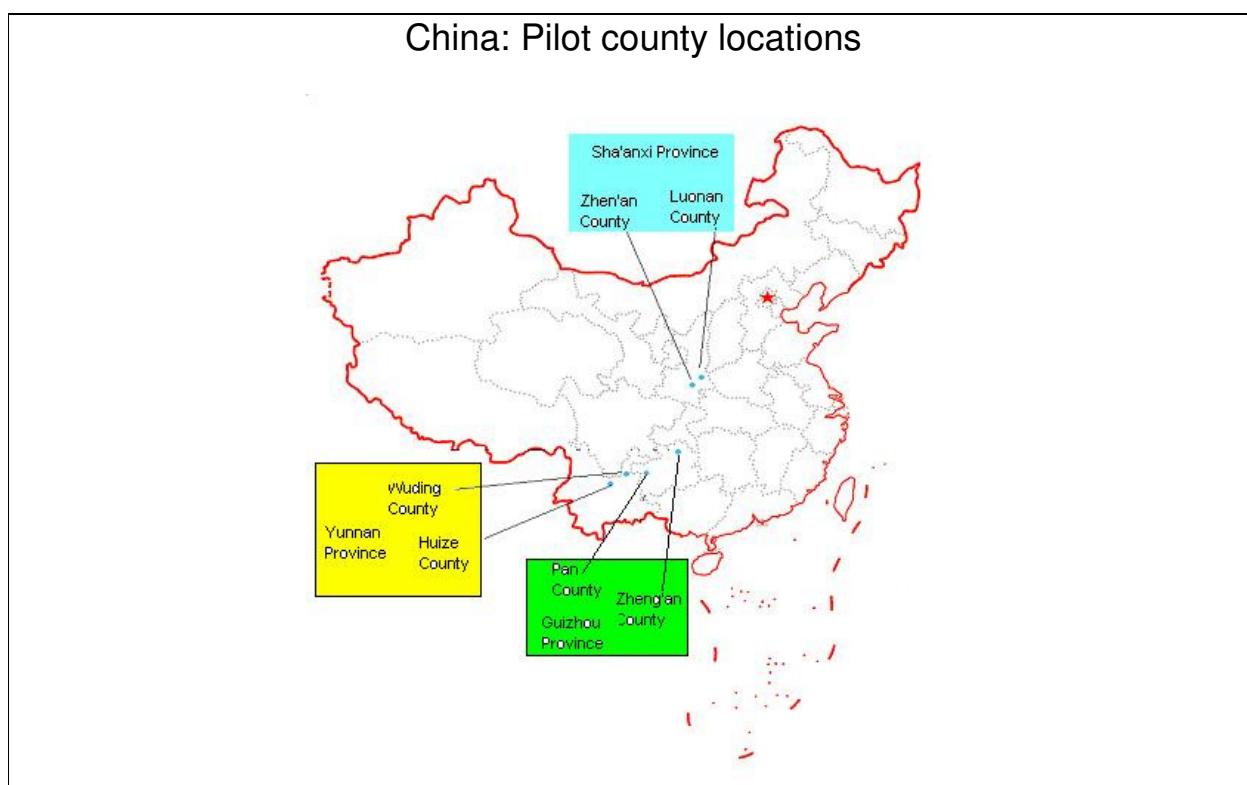 China: Pilot county locations
Sha'anxi Province
Zhen'an
County
Luonan
County
Wuding
County
Yunnan
Province
Huize
County
Pan
County
Zheng'an
County
Guizhou
Province